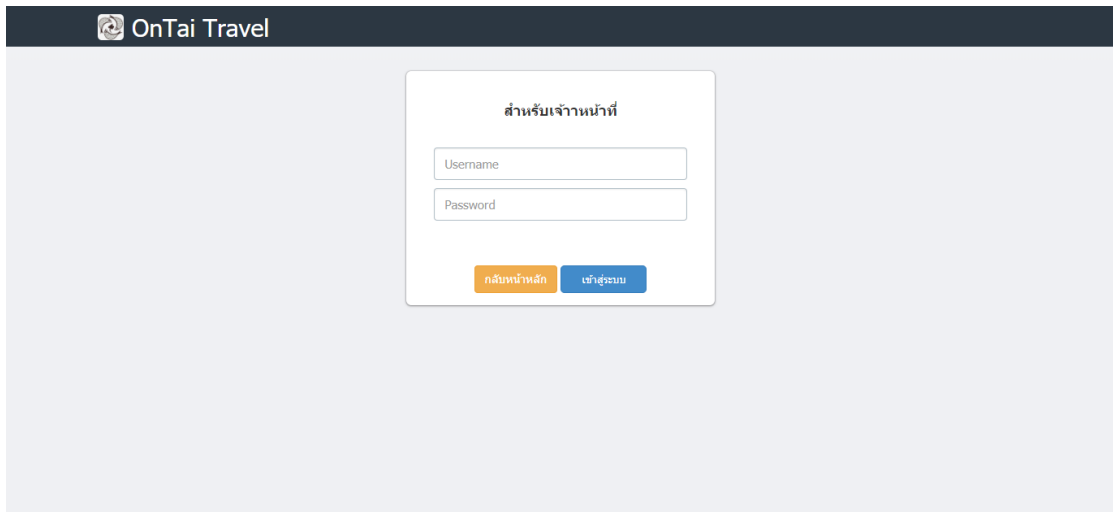 OnTai Travel
สำหรับเจ้าาหน้าที่
Username
Password
กลับหน้าหลัก เข้าสู่ระบบ